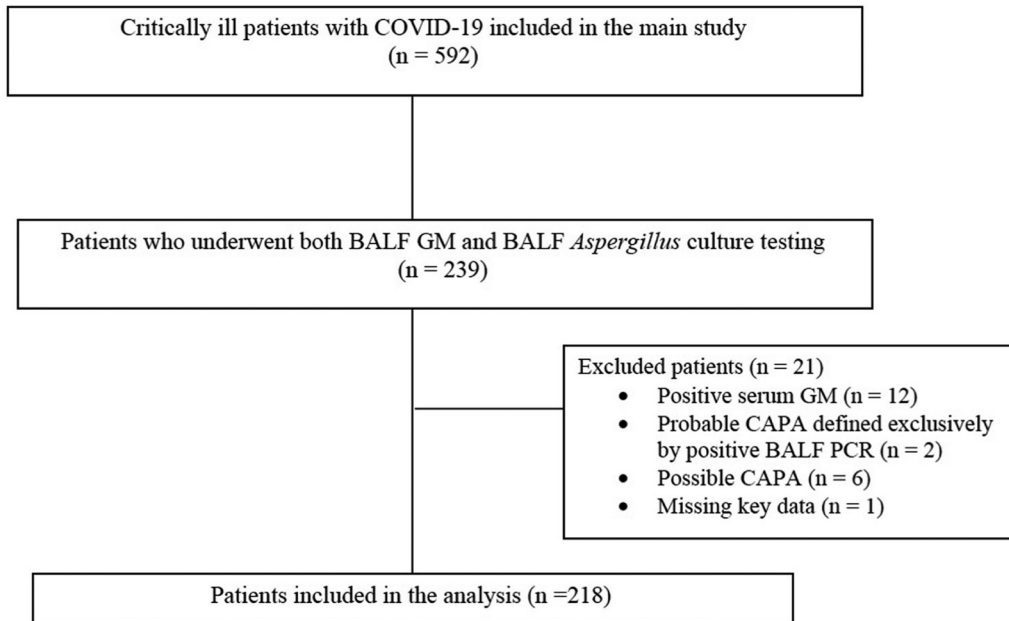 Critically ill patients with COVID-19 included in the main study
(n = 592)
Patients who underwent both BALF GM and BALF Aspergillus culture testing
(n = 239)
Excluded patients (n = 21)
• Positive serum GM (n = 12)
• Probable CAPA defined exclusively
by positive BALF PCR (n = 2)
• Possible CAPA (n = 6)
• Missing key data (n = 1)
Patients included in the analysis (n =218)